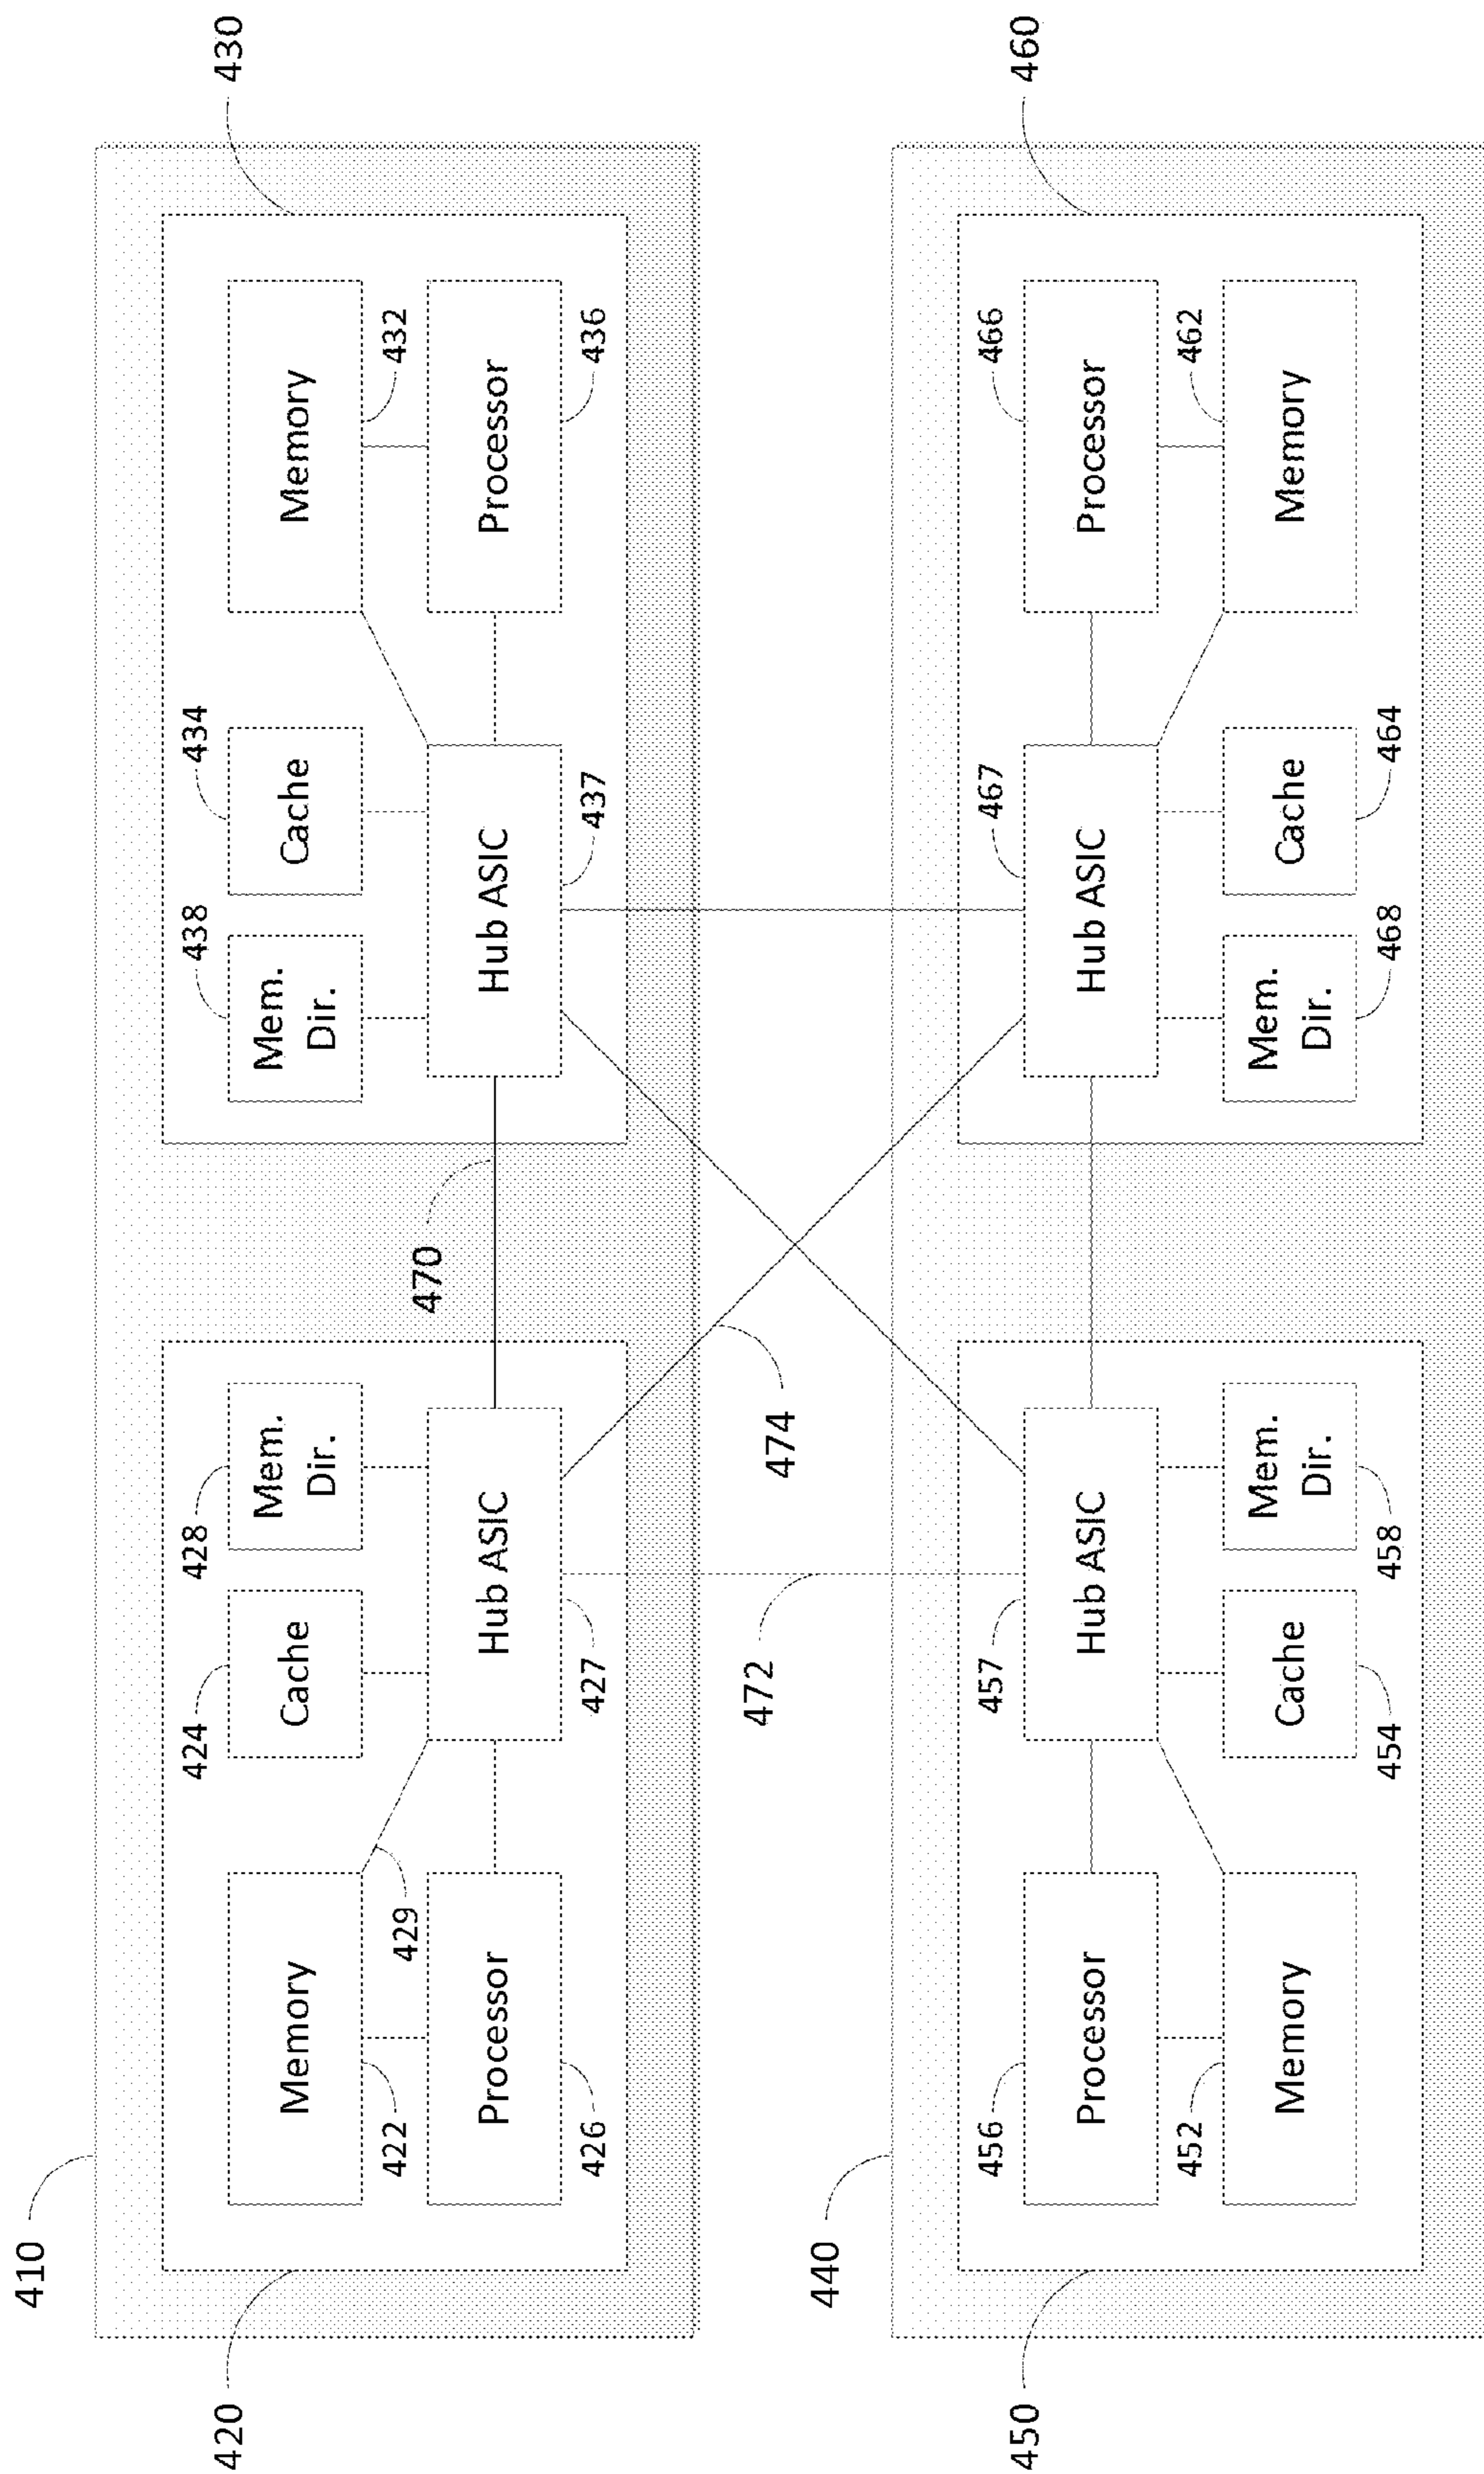 410
420
430
Memory
422
429
Cache
424
Mem.
Dir.
428
Processor
426
Hub ASIC
427
470
Mem.
Dir.
438
Cache
434
Memory
432
Hub ASIC
437
Processor
436
472
474
440
450
460
Processor
456
Hub ASIC
457
Memory
452
Cache
454
Mem.
Dir.
458
Hub ASIC
467
Processor
466
Mem.
Dir.
468
Cache
464
Memory
462